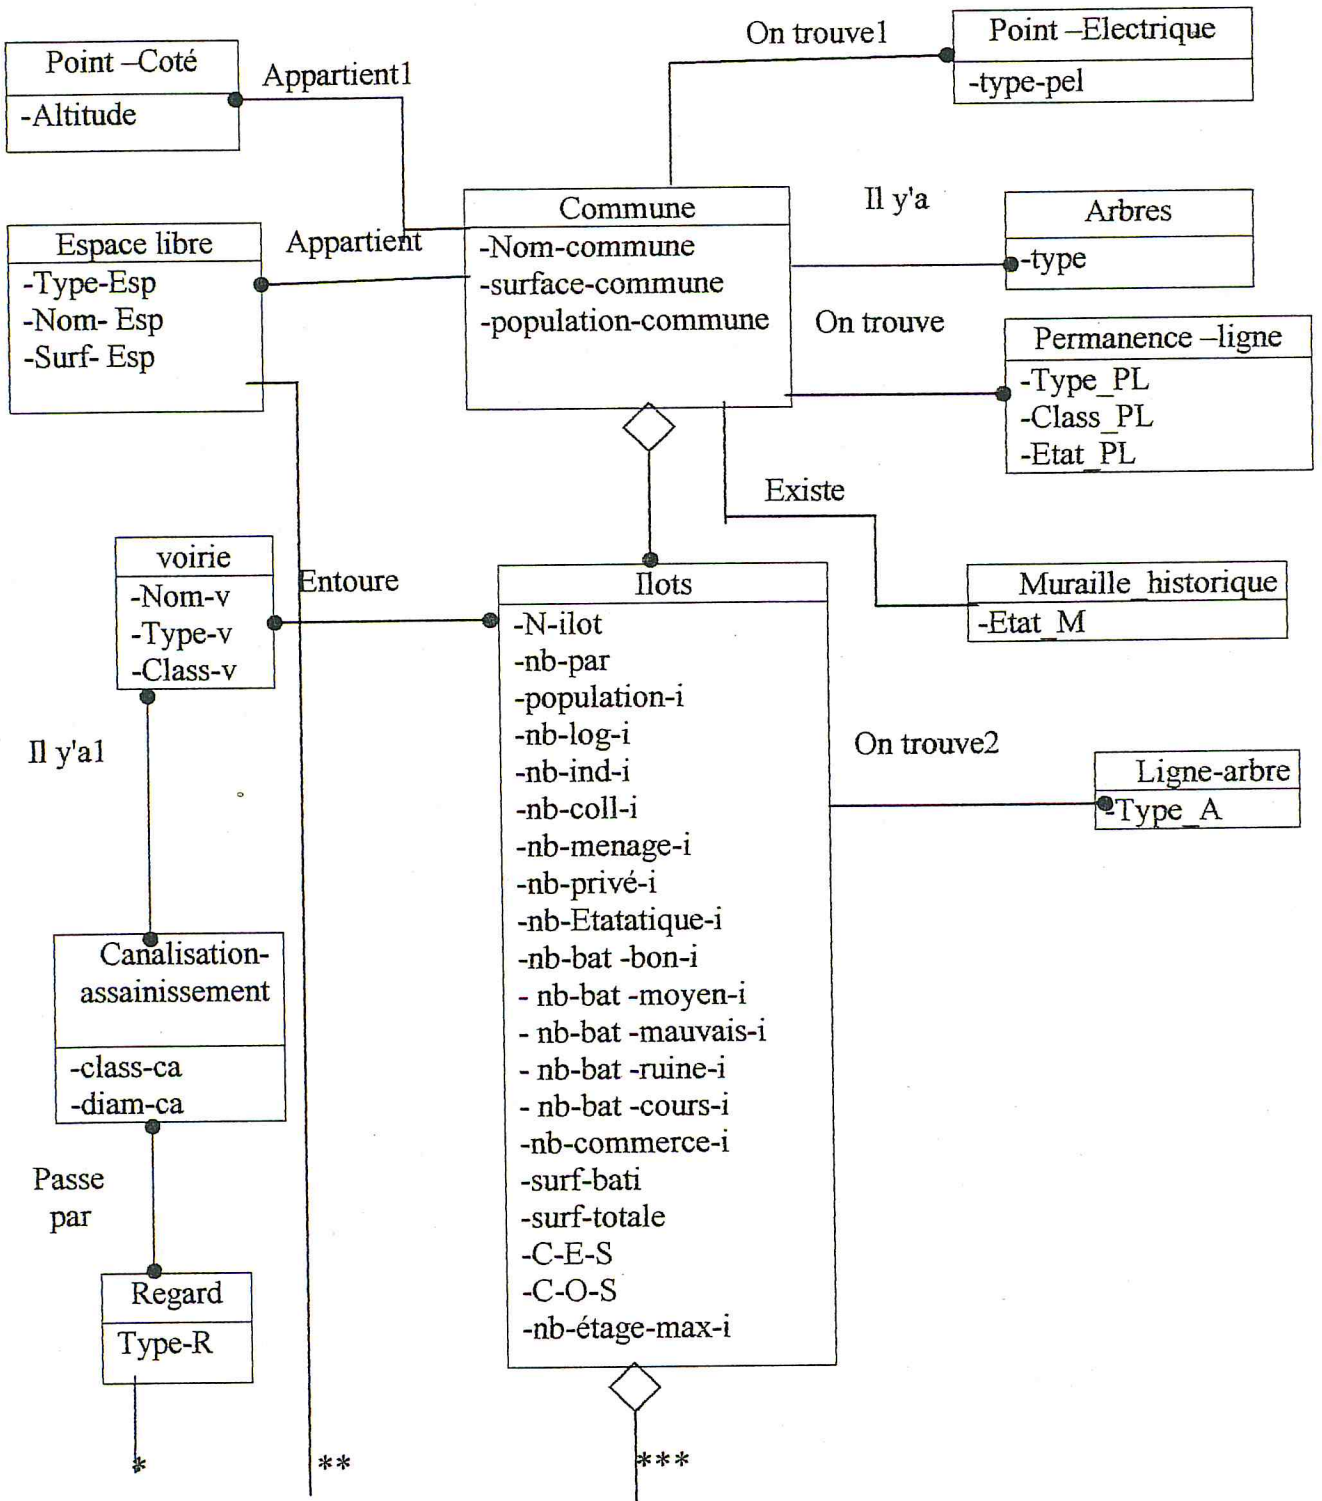 Point –Coté
-Altitude
Appartient1
On trouve1
Point –Electrique
-type-pel
Espace libre
-Type-Esp
-Nom- Esp
-Surf- Esp
Appartient
Commune
-Nom-commune
-surface-commune
-population-commune
Il y'a
Arbres
-type
On trouve
Permanence –ligne
-Type_PL
-Class_PL
-Etat_PL
Existe
Muraille_historique
-Etat_M
voirie
-Nom-v
-Type-v
-Class-v
Entoure
Ilots
-N-ilot
-nb-par
-population-i
-nb-log-i
-nb-ind-i
-nb-coll-i
-nb-menage-i
-nb-privé-i
-nb-Etatatique-i
-nb-bat -bon-i
- nb-bat -moyen-i
- nb-bat -mauvais-i
- nb-bat -ruine-i
- nb-bat -cours-i
-nb-commerce-i
-surf-bati
-surf-totale
-C-E-S
-C-O-S
-nb-étage-max-i
On trouve2
Ligne-arbre
-Type_A
Il y'a1
Canalisation-
assainissement
-class-ca
-diam-ca
Passe
par
Regard
Type-R
*
**
***